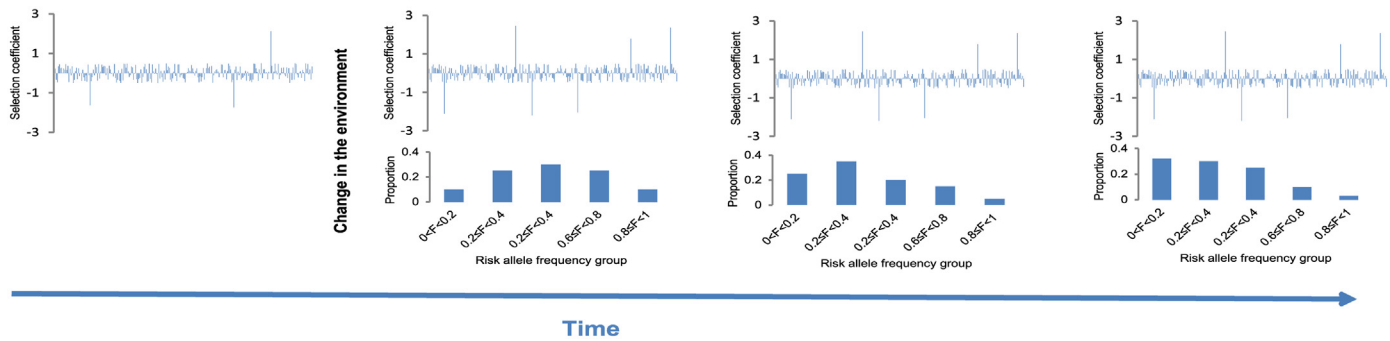 Selection coefficient
3
1
-1
-3
Change in the environment
Selection coefficient
3
1
-1
-3
Proportion
0.4
0.2
0
0<F<0.2
0.2≤F<0.4
0.2≤F<0.4
0.6≤F<0.8
0.8≤F<1
Risk allele frequency group
Selection coefficient
3
1
-1
-3
Proportion
0.4
0.2
0
0<F<0.2
0.2≤F<0.4
0.2≤F<0.4
0.6≤F<0.8
0.8≤F<1
Risk allele frequency group
Selection coefficient
3
1
-1
-3
Proportion
0.4
0.2
0
0<F<0.2
0.2≤F<0.4
0.2≤F<0.4
0.6≤F<0.8
0.8≤F<1
Risk allele frequency group
Time